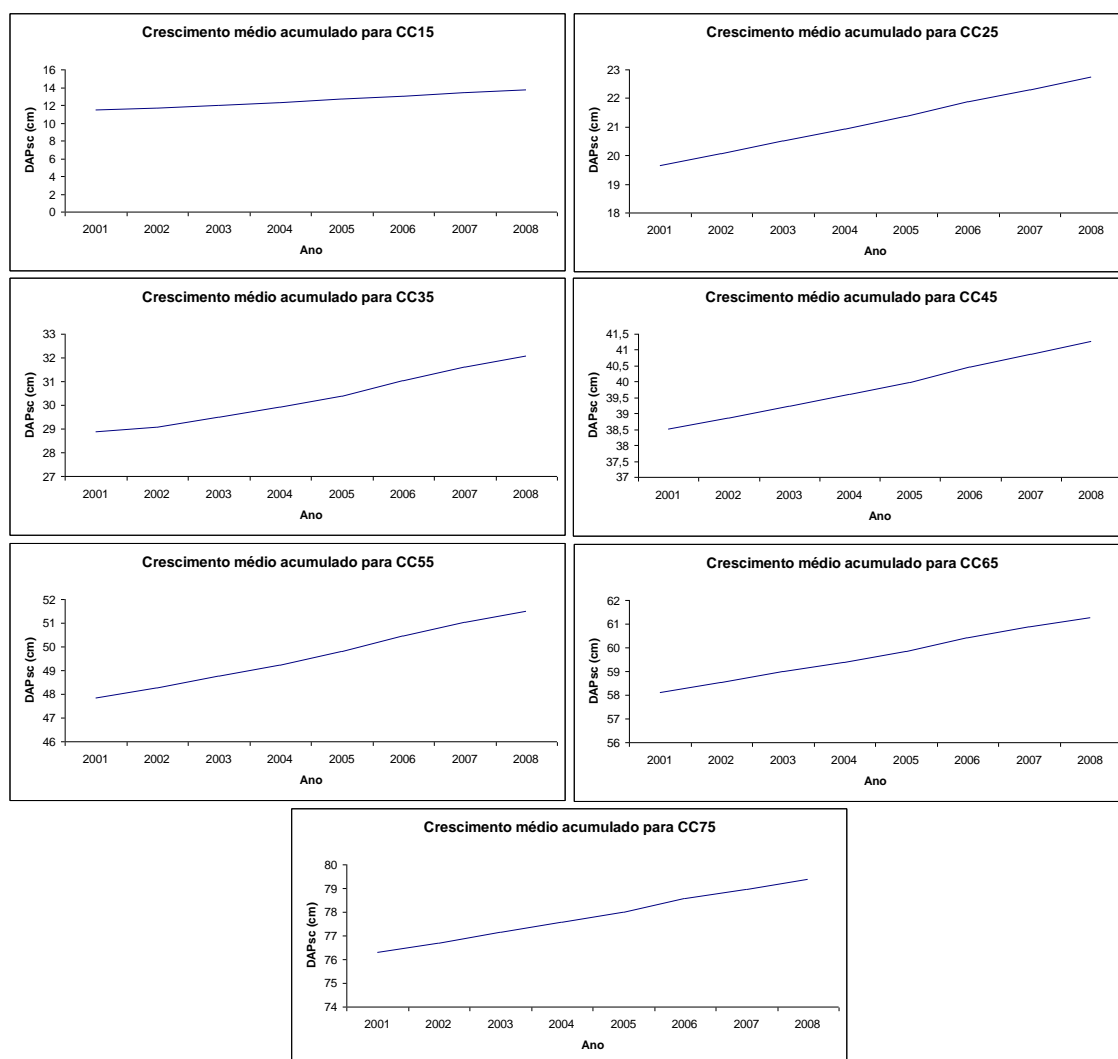 Crescimento médio acumulado para CC15
16
14
12
10
8
6
4
2
0
DAPsc (cm)
2001 2002 2003 2004 2005 2006 2007 2008
Ano
Crescimento médio acumulado para CC25
23
22
21
20
19
18
DAPsc (cm)
2001 2002 2003 2004 2005 2006 2007 2008
Ano
Crescimento médio acumulado para CC35
33
32
31
30
29
28
27
DAPsc (cm)
2001 2002 2003 2004 2005 2006 2007 2008
Ano
Crescimento médio acumulado para CC45
41,5
41
40,5
40
39,5
39
38,5
38
37,5
37
DAPsc (cm)
2001 2002 2003 2004 2005 2006 2007 2008
Ano
Crescimento médio acumulado para CC55
52
51
50
49
48
47
46
DAPsc (cm)
2001 2002 2003 2004 2005 2006 2007 2008
Ano
Crescimento médio acumulado para CC65
62
61
60
59
58
57
56
DAPsc (cm)
2001 2002 2003 2004 2005 2006 2007 2008
Ano
Crescimento médio acumulado para CC75
80
79
78
77
76
75
74
DAPsc (cm)
2001 2002 2003 2004 2005 2006 2007 2008
Ano